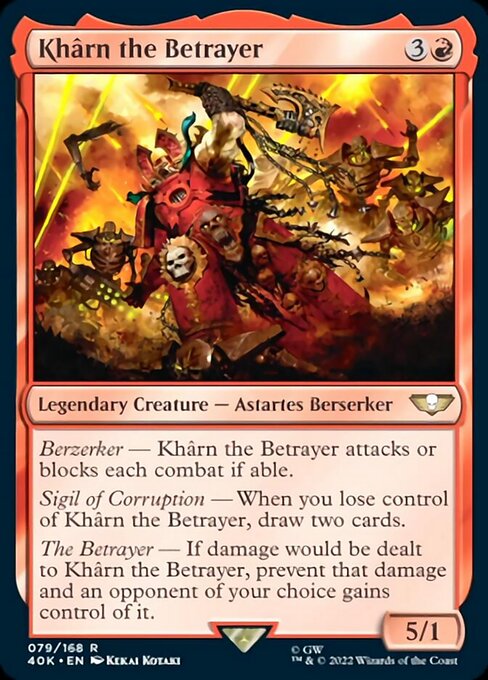 Khârn the Betrayer 3
Legendary Creature — Astartes Berserker
Berzerker — Khârn the Betrayer attacks or
blocks each combat if able.
Sigil of Corruption — When you lose control
of Khârn the Betrayer, draw two cards.
The Betrayer — If damage would be dealt
to Khârn the Betrayer, prevent that damage
and an opponent of your choice gains
control of it.
5/1
079/168 R
40K • EN Kekai Kotaki
© GW
™ & © 2022 Wizards of the Coast